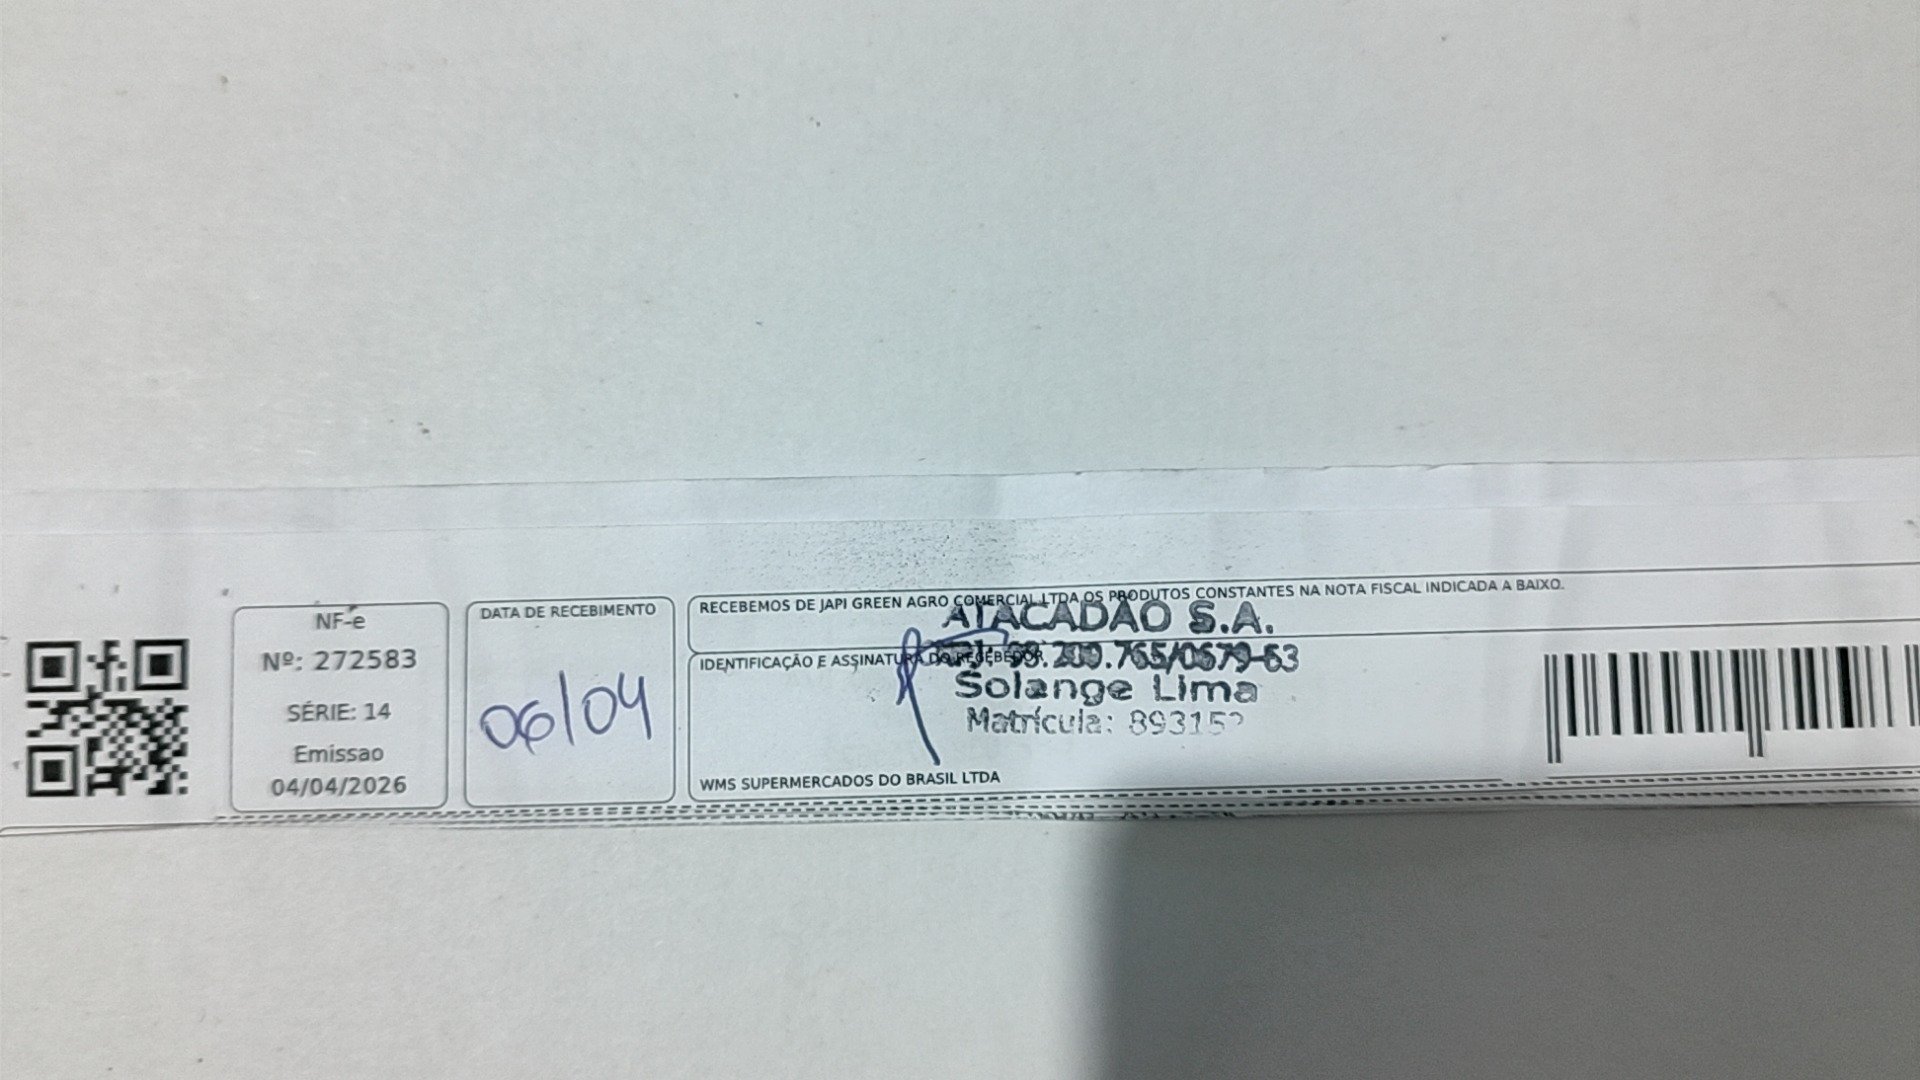 NF-e
Nº: 272583
SÉRIE: 14
Emissao
04/04/2026
DATA DE RECEBIMENTO
06/04
RECEBEMOS DE JAPI GREEN AGRO COMERCIAL LTDA OS PRODUTOS CONSTANTES NA NOTA FISCAL INDICADA A BAIXO.
IDENTIFICAÇÃO E ASSINATURA DO RECEBEDOR
ATACADÃO S.A.
Solange Lima
Matrícula:
WMS SUPERMERCADOS DO BRASIL LTDA